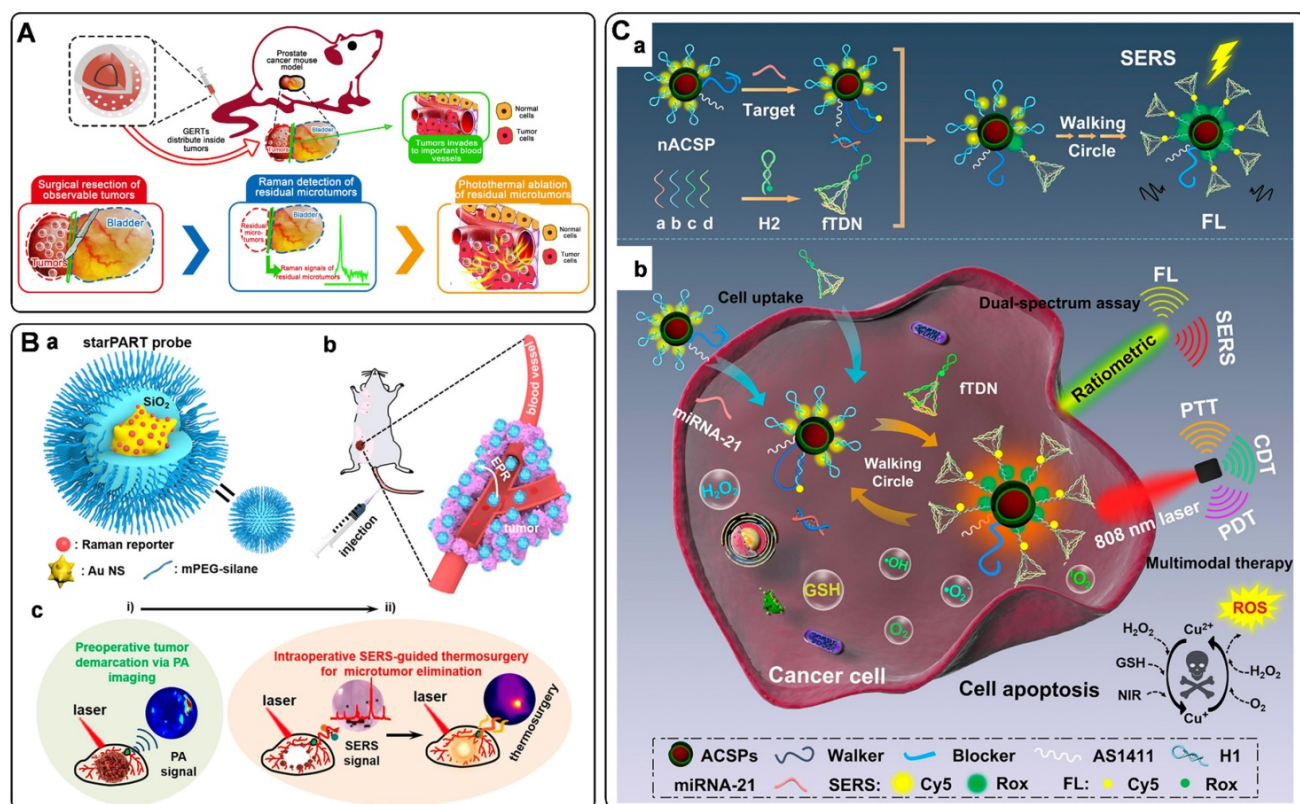 A
Prostate
cancer mouse
model
GERTs
distribute inside
tumors
Tumors
Bladder
Normal
cells
Tumor
cells
Tumors invades
to important blood
vessels
Surgical resection of
observable tumors
Tumors
Bladder
Raman detection of
residual microtumors
Residual
micro-
tumors
Bladder
Raman signals of
residual microtumors
Photothermal ablation
of residual microtumors
Normal
cells
Tumor
cells
B
a
starPART probe
SiO2
: Raman reporter
: Au NS
: mPEG-silane
b
injection
blood vessel
EPR
tumor
c
i)
ii)
Preoperative tumor
demarcation via PA
imaging
laser
PA
signal
Intraoperative SERS-guided thermosurgery
for microtumor elimination
laser
SERS
signal
laser
thermosurgery
C
a
nACSP
Target
a b c d
H2
fTDN
Walking
Circle
SERS
FL
b
Cell uptake
Dual-spectrum assay
FL
SERS
Ratiometric
miRNA-21
fTDN
Walking
Circle
H2O2
GSH
•OH
•O2-
O2
1O2
PTT
CDT
PDT
808 nm laser
Multimodal therapy
Cancer cell
Cell apoptosis
ROS
H2O2
GSH
NIR
Cu2+
Cu+
H2O2
O2
ACSPs
Walker
Blocker
AS1411
H1
miRNA-21
SERS:
Cy5
Rox
FL:
Cy5
Rox